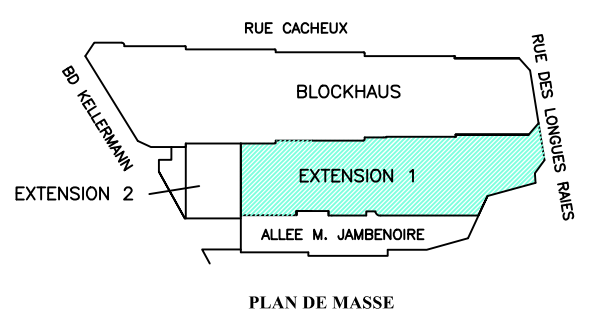 RUE CACHEUX
RUE DES LONGUES RAIES
BD KELLERMANN
BLOCKHAUS
EXTENSION 1
EXTENSION 2
ALLEE M. JAMBENOIRE
PLAN DE MASSE